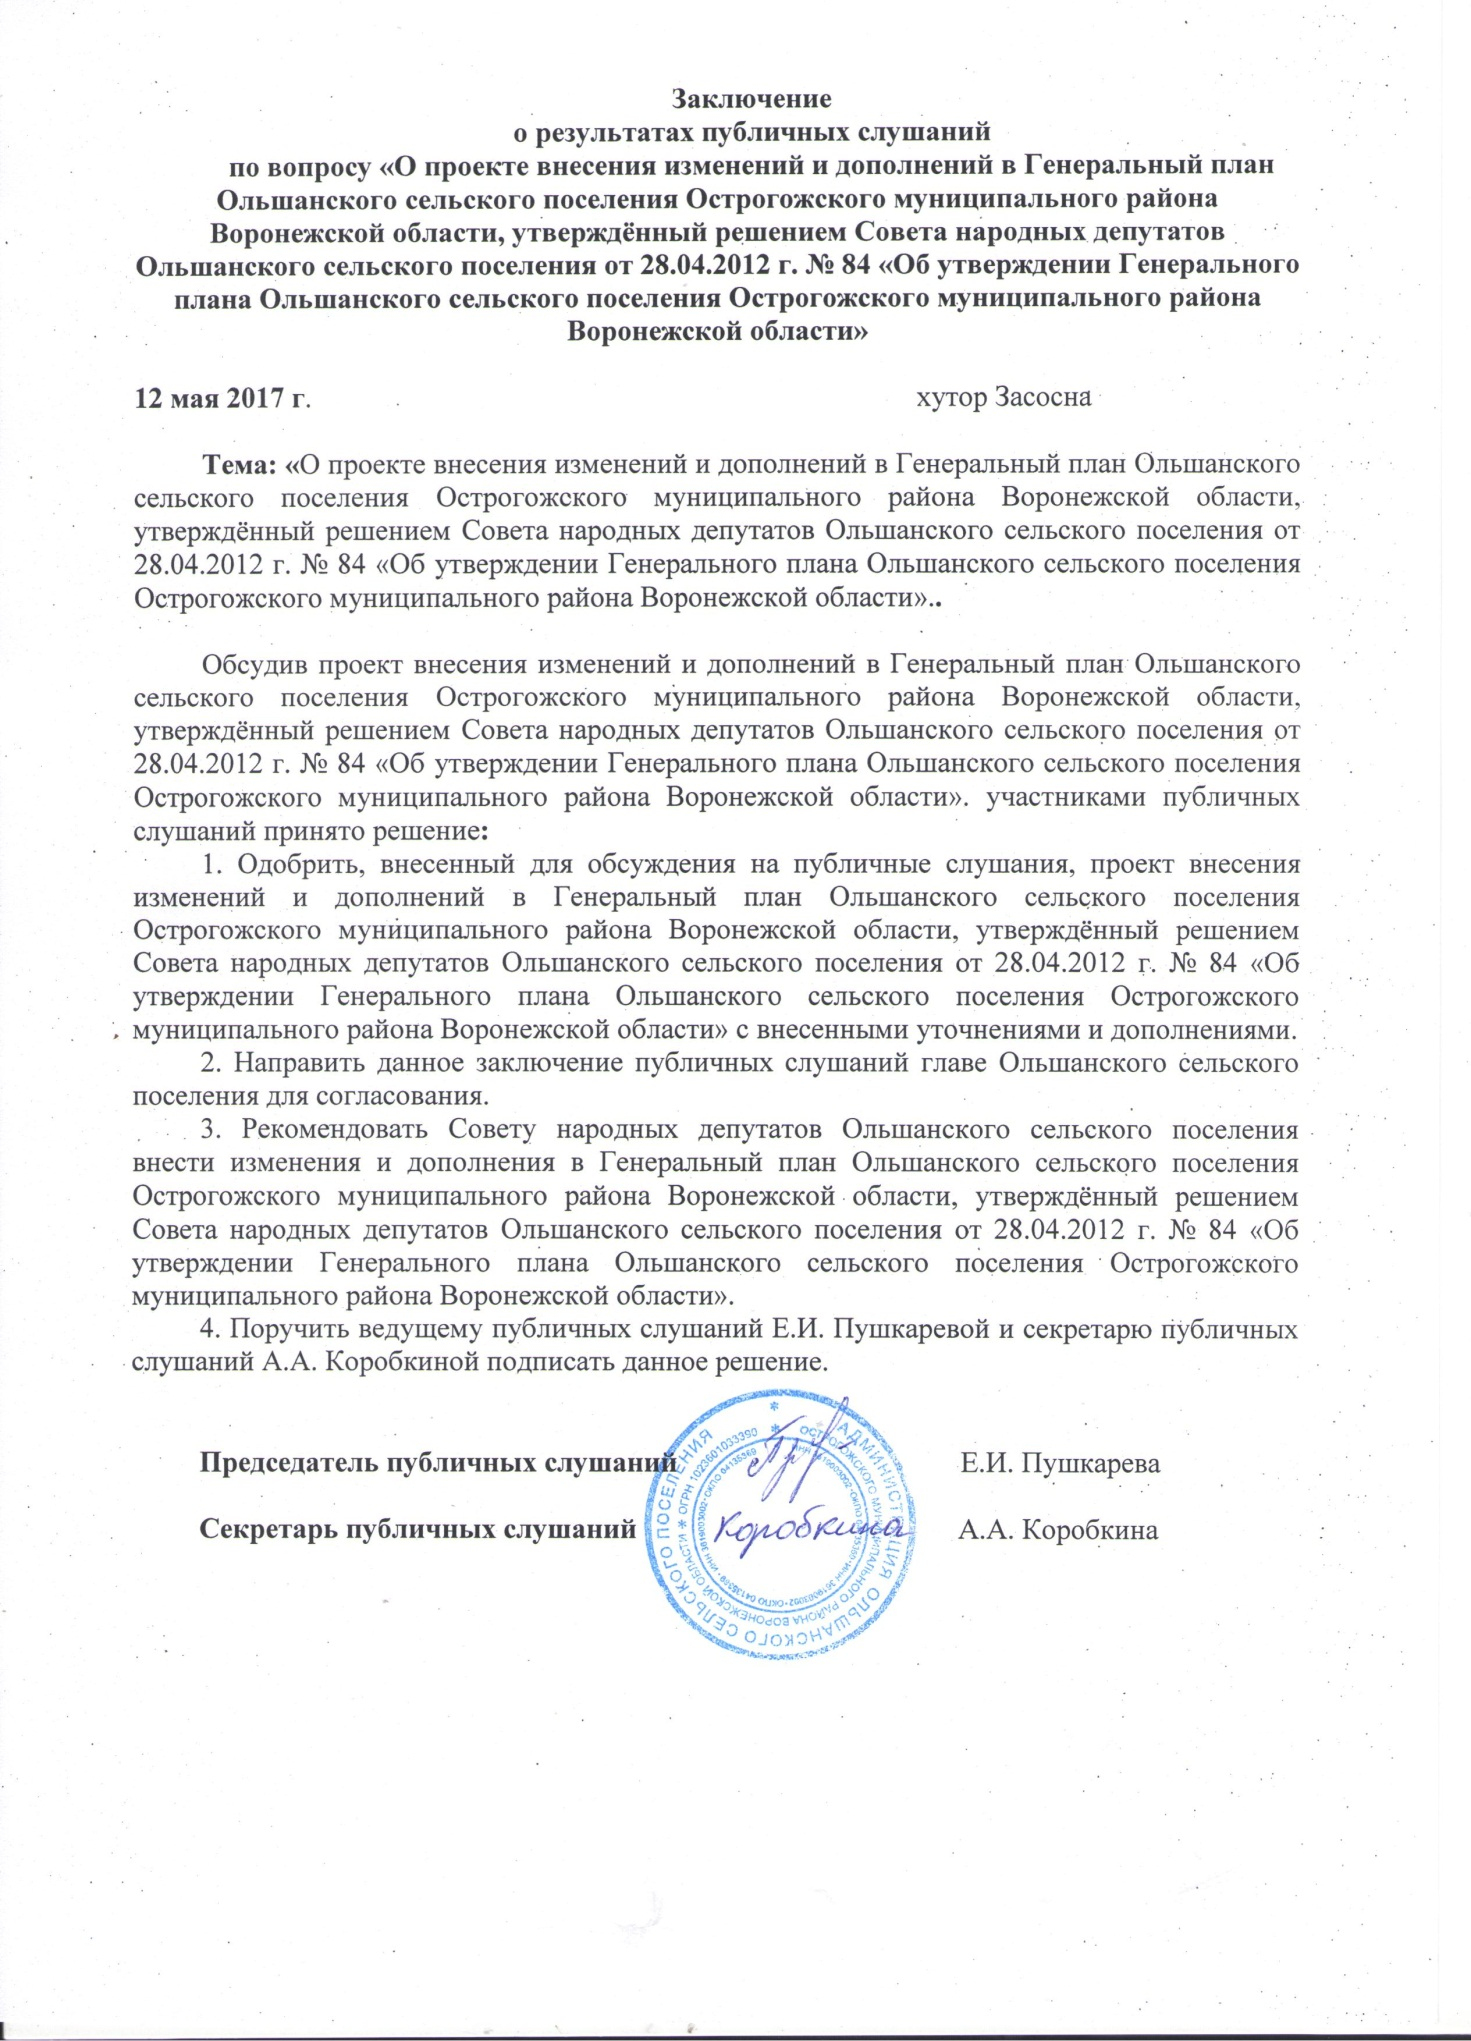 Заключение
о результатах публичных слушаний
по вопросу «О проекте внесения изменений и дополнений в Генеральный план
Ольшанского сельского поселения Острогожского муниципального района
Воронежской области, утверждённый решением Совета народных депутатов
Ольшанского сельского поселения от 28.04.2012 г. № 84 «Об утверждении Генерального
плана Ольшанского сельского поселения Острогожского муниципального района
Воронежской области»
12 мая 2017 г. хутор Засосна
Тема: «О проекте внесения изменений и дополнений в Генеральный план Ольшанского
сельского поселения Острогожского муниципального района Воронежской области,
утверждённый решением Совета народных депутатов Ольшанского сельского поселения от
28.04.2012 г. № 84 «Об утверждении Генерального плана Ольшанского сельского поселения
Острогожского муниципального района Воронежской области»..
Обсудив проект внесения изменений и дополнений в Генеральный план Ольшанского
сельского поселения Острогожского муниципального района Воронежской области,
утверждённый решением Совета народных депутатов Ольшанского сельского поселения от
28.04.2012 г. № 84 «Об утверждении Генерального плана Ольшанского сельского поселения
Острогожского муниципального района Воронежской области». участниками публичных
слушаний принято решение:
1. Одобрить, внесенный для обсуждения на публичные слушания, проект внесения
изменений и дополнений в Генеральный план Ольшанского сельского поселения
Острогожского муниципального района Воронежской области, утверждённый решением
Совета народных депутатов Ольшанского сельского поселения от 28.04.2012 г. № 84 «Об
утверждении Генерального плана Ольшанского сельского поселения Острогожского
муниципального района Воронежской области» с внесенными уточнениями и дополнениями.
2. Направить данное заключение публичных слушаний главе Ольшанского сельского
поселения для согласования.
3. Рекомендовать Совету народных депутатов Ольшанского сельского поселения
внести изменения и дополнения в Генеральный план Ольшанского сельского поселения
Острогожского муниципального района Воронежской области, утверждённый решением
Совета народных депутатов Ольшанского сельского поселения от 28.04.2012 г. № 84 «Об
утверждении Генерального плана Ольшанского сельского поселения Острогожского
муниципального района Воронежской области».
4. Поручить ведущему публичных слушаний Е.И. Пушкаревой и секретарю публичных
слушаний А.А. Коробкиной подписать данное решение.
Председатель публичных слушаний Е.И. Пушкарева
Секретарь публичных слушаний Коробкина А.А. Коробкина
АДМИНИСТРАЦИЯ ОЛЬШАНСКОГО СЕЛЬСКОГО ПОСЕЛЕНИЯ
ОСТРОГОЖСКОГО МУНИЦИПАЛЬНОГО РАЙОНА ВОРОНЕЖСКОЙ ОБЛАСТИ * ОГРН 1023601033390